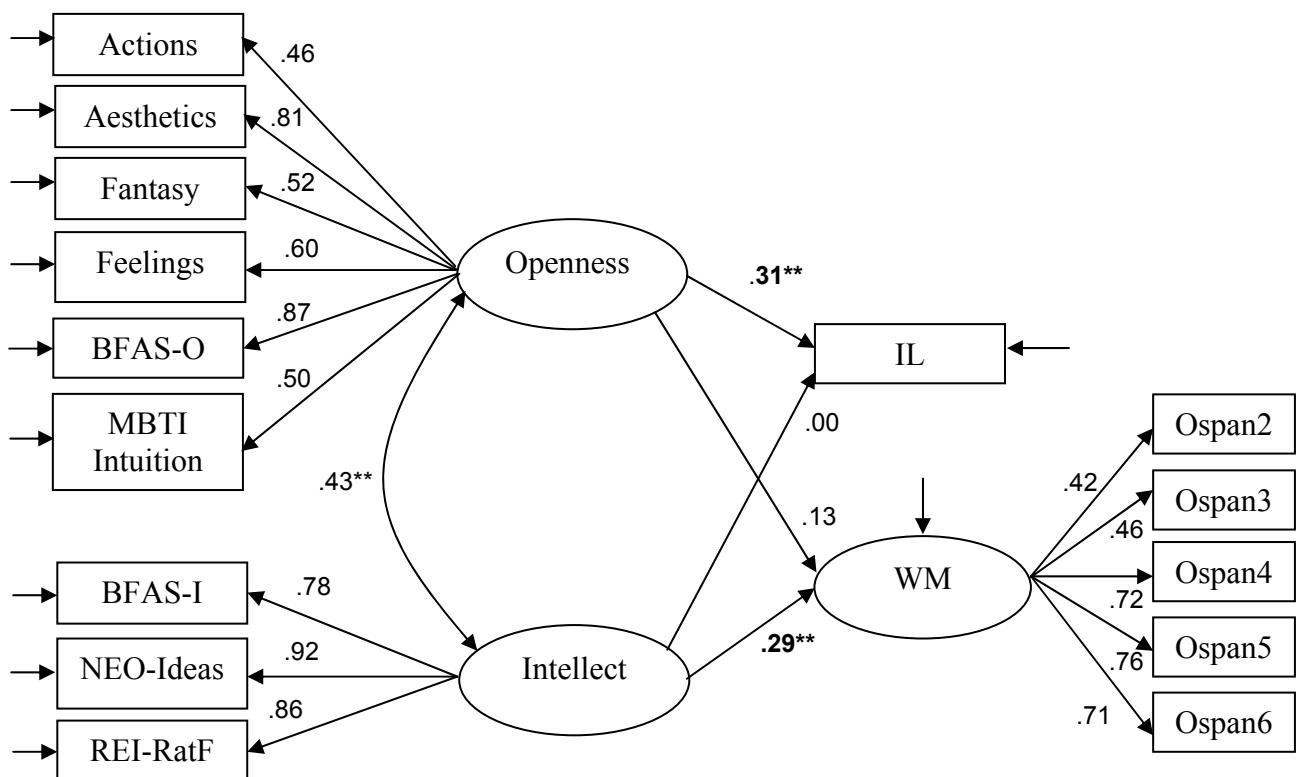 Actions
.46
Aesthetics
.81
Fantasy
.52
Feelings
.60
BFAS-O
.87
MBTI
Intuition
.50
Openness
.31**
IL
.00
.43**
.13
WM
.29**
BFAS-I
.78
NEO-Ideas
.92
REI-RatF
.86
Intellect
Ospan2
.42
Ospan3
.46
Ospan4
.72
Ospan5
.76
Ospan6
.71